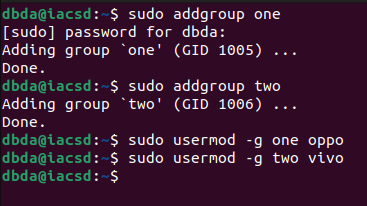 dbda@iacsd:~$ sudo addgroup one
[sudo] password for dbda:
Adding group `one' (GID 1005) ...
Done.
dbda@iacsd:~$ sudo addgroup two
Adding group `two' (GID 1006) ...
Done.
dbda@iacsd:~$ sudo usermod -g one oppo
dbda@iacsd:~$ sudo usermod -g two vivo
dbda@iacsd:~$